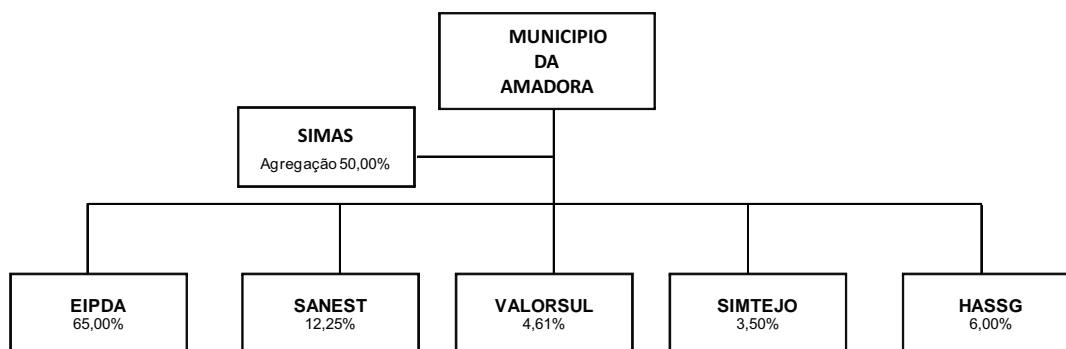 MUNICIPIO
DA
AMADORA
SIMAS
Agregação 50,00%
EIPDA
65,00%
SANEST
12,25%
VALORSUL
4,61%
SIMTEJO
3,50%
HASSG
6,00%